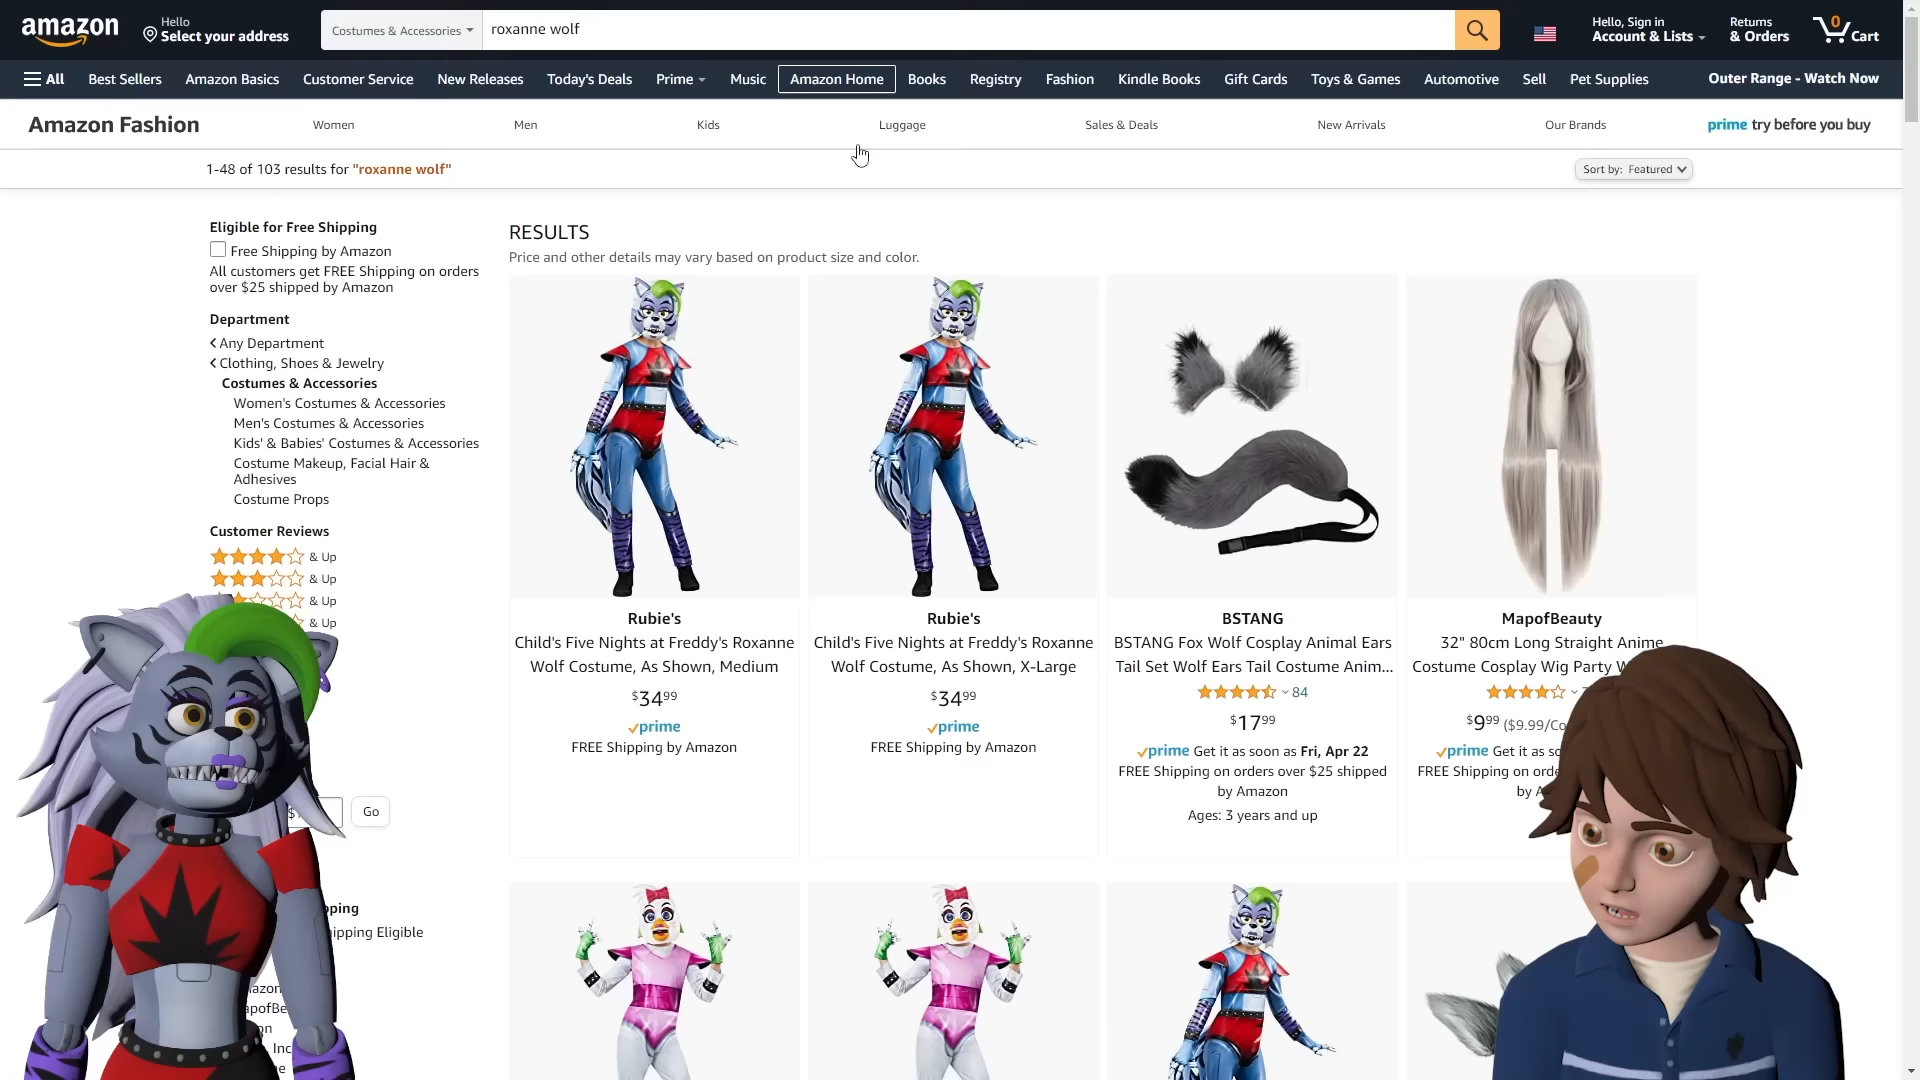 amazon
Hello
Select your address
Costumes & Accessories
roxanne wolf
Hello, Sign in
Account & Lists
Returns
& Orders
0
Cart
All
Best Sellers
Amazon Basics
Customer Service
New Releases
Today's Deals
Prime
Music
Amazon Home
Books
Registry
Fashion
Kindle Books
Gift Cards
Toys & Games
Automotive
Sell
Pet Supplies
Outer Range - Watch Now
Amazon Fashion
Women
Men
Kids
Luggage
Sales & Deals
New Arrivals
Our Brands
prime try before you buy
1-48 of 103 results for "roxanne wolf"
Sort by: Featured
Eligible for Free Shipping
Free Shipping by Amazon
All customers get FREE Shipping on orders
over $25 shipped by Amazon
Department
Any Department
Clothing, Shoes & Jewelry
Costumes & Accessories
Women's Costumes & Accessories
Men's Costumes & Accessories
Kids' & Babies' Costumes & Accessories
Costume Makeup, Facial Hair &
Adhesives
Costume Props
Customer Reviews
& Up
& Up
& Up
& Up
Go
RESULTS
Price and other details may vary based on product size and color.
Rubie's
Child's Five Nights at Freddy's Roxanne
Wolf Costume, As Shown, Medium
$3499
prime
FREE Shipping by Amazon
Rubie's
Child's Five Nights at Freddy's Roxanne
Wolf Costume, As Shown, X-Large
$3499
prime
FREE Shipping by Amazon
BSTANG
BSTANG Fox Wolf Cosplay Animal Ears
Tail Set Wolf Ears Tail Costume Anim...
84
$1799
prime Get it as soon as Fri, Apr 22
FREE Shipping on orders over $25 shipped
by Amazon
Ages: 3 years and up
MapofBeauty
32" 80cm Long Straight Anime
Costume Cosplay Wig Party
$999 ($9.99/Co
prime Get it as
FREE Shipping on
by
Eligible